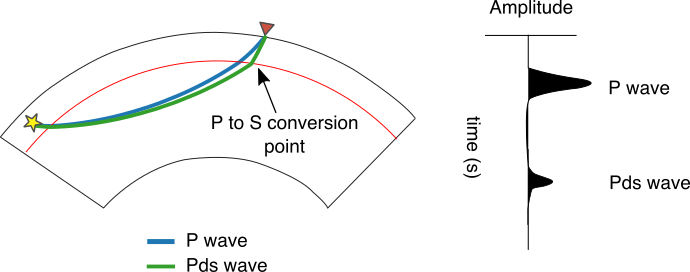 P to S conversion
point
P wave
Pds wave
Amplitude
time (s)
P wave
Pds wave